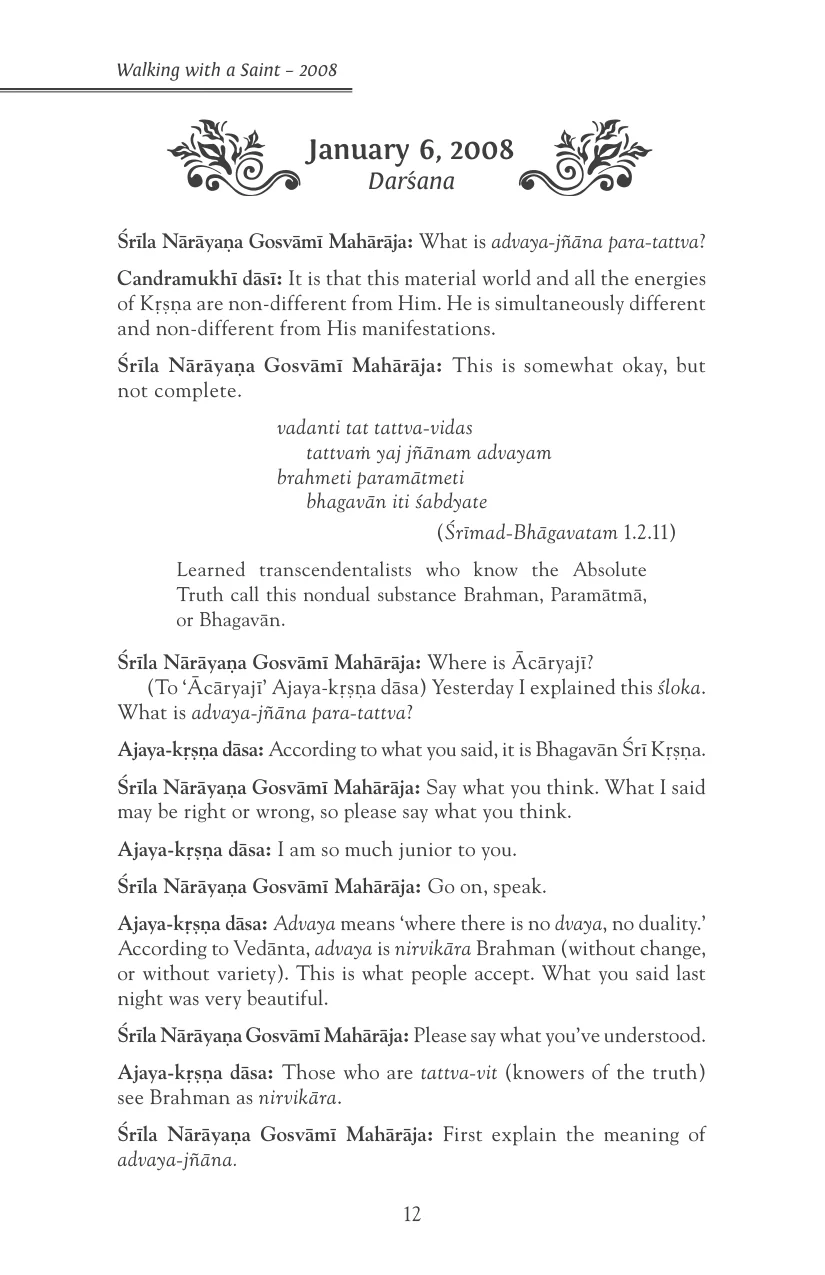 Walking with a Saint – 2008
January 6, 2008
Darśana
Śrīla Nārāyaṇa Gosvāmī Mahārāja: What is advaya-jñāna para-tattva?
Candramukhī dāsī: It is that this material world and all the energies
of Kṛṣṇa are non-different from Him. He is simultaneously different
and non-different from His manifestations.
Śrīla Nārāyaṇa Gosvāmī Mahārāja: This is somewhat okay, but
not complete.
vadanti tat tattva-vidas
tattvaṁ yaj jñānam advayam
brahmeti paramātmeti
bhagavān iti śabdyate
(Śrīmad-Bhāgavatam 1.2.11)
Learned transcendentalists who know the Absolute
Truth call this nondual substance Brahman, Paramātmā,
or Bhagavān.
Śrīla Nārāyaṇa Gosvāmī Mahārāja: Where is Ācāryajī?
(To ‘Ācāryajī’ Ajaya-kṛṣṇa dāsa) Yesterday I explained this śloka.
What is advaya-jñāna para-tattva?
Ajaya-kṛṣṇa dāsa: According to what you said, it is Bhagavān Śrī Kṛṣṇa.
Śrīla Nārāyaṇa Gosvāmī Mahārāja: Say what you think. What I said
may be right or wrong, so please say what you think.
Ajaya-kṛṣṇa dāsa: I am so much junior to you.
Śrīla Nārāyaṇa Gosvāmī Mahārāja: Go on, speak.
Ajaya-kṛṣṇa dāsa: Advaya means ‘where there is no dvaya, no duality.’
According to Vedānta, advaya is nirvikāra Brahman (without change,
or without variety). This is what people accept. What you said last
night was very beautiful.
Śrīla Nārāyaṇa Gosvāmī Mahārāja: Please say what you’ve understood.
Ajaya-kṛṣṇa dāsa: Those who are tattva-vit (knowers of the truth)
see Brahman as nirvikāra.
Śrīla Nārāyaṇa Gosvāmī Mahārāja: First explain the meaning of
advaya-jñāna.
12